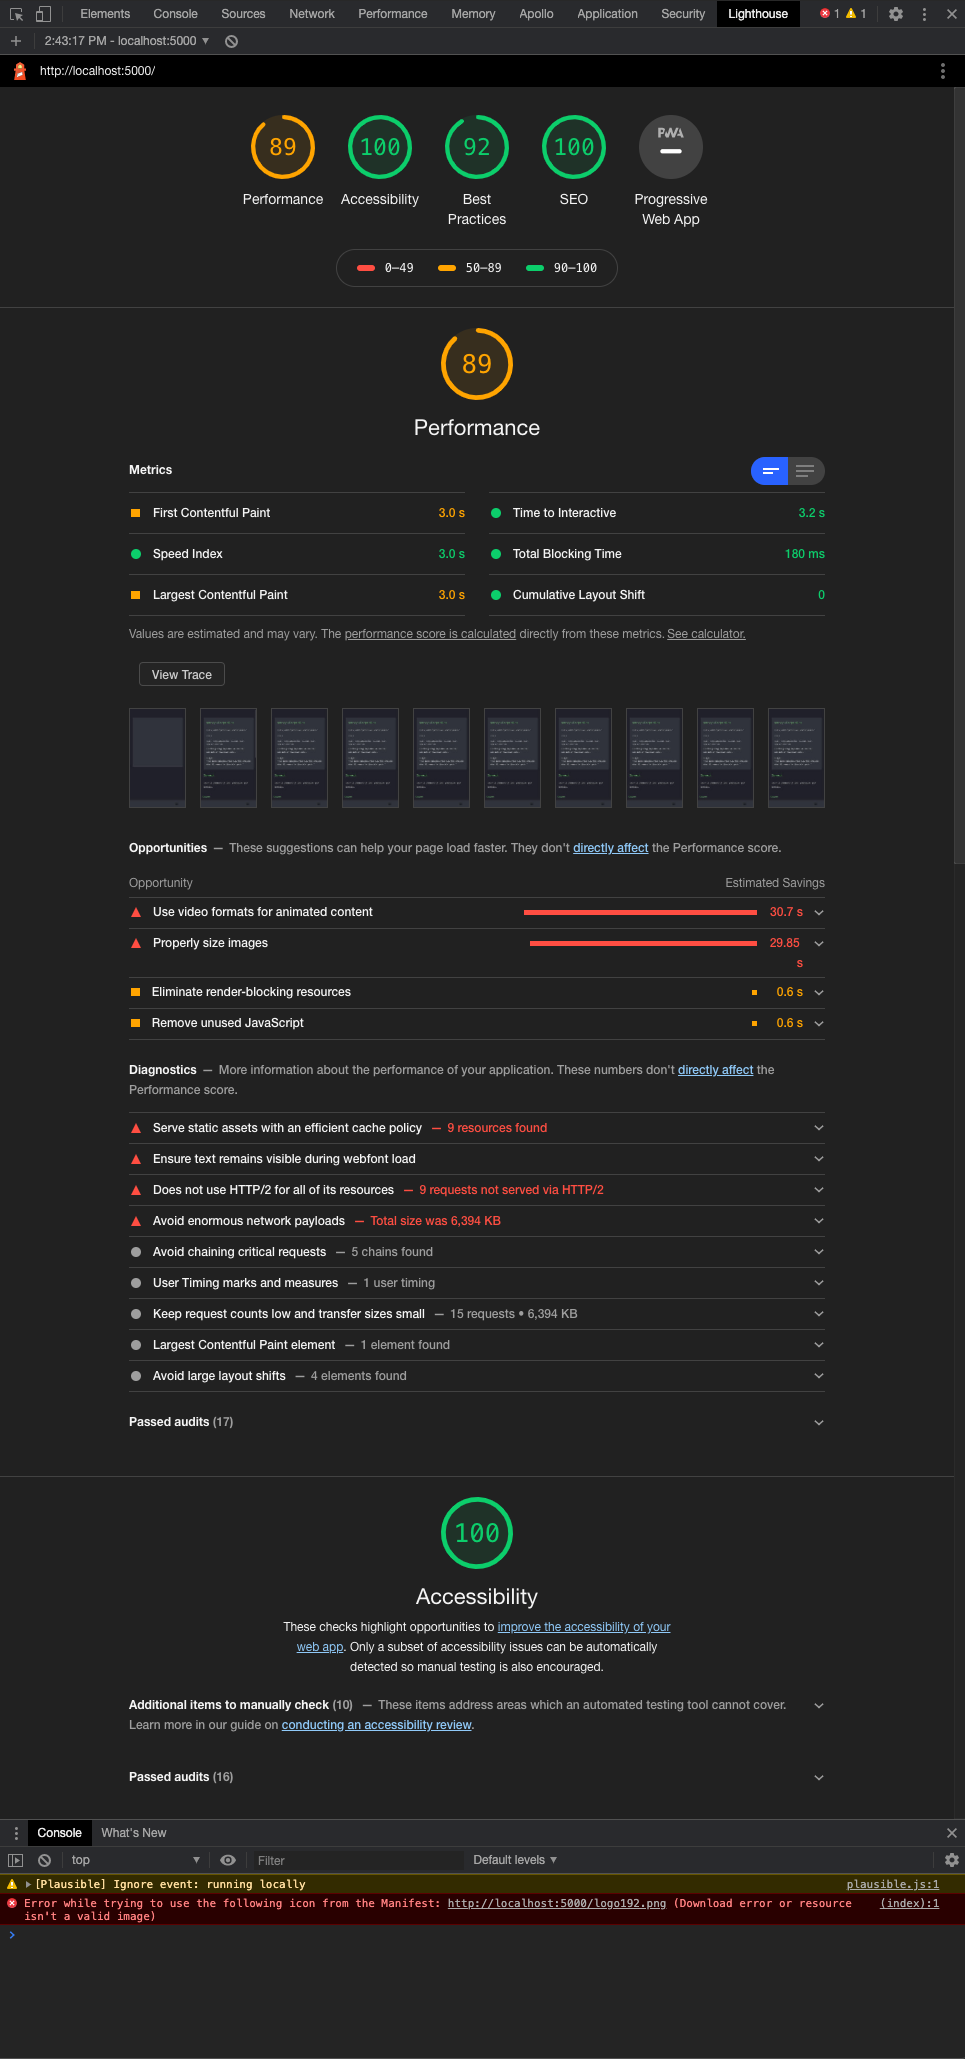 Elements Console Sources Network Performance Memory Apollo Application Security Lighthouse 1 1
2:43:17 PM - localhost:5000
http://localhost:5000/
89 100 92 100 PWA
Performance Accessibility Best Practices SEO Progressive Web App
0–49 50–89 90–100
89
Performance
Metrics
First Contentful Paint 3.0 s Time to Interactive 3.2 s
Speed Index 3.0 s Total Blocking Time 180 ms
Largest Contentful Paint 3.0 s Cumulative Layout Shift 0
Values are estimated and may vary. The performance score is calculated directly from these metrics. See calculator.
View Trace
Opportunities — These suggestions can help your page load faster. They don't directly affect the Performance score.
Opportunity Estimated Savings
Use video formats for animated content 30.7 s
Properly size images 29.85 s
Eliminate render-blocking resources 0.6 s
Remove unused JavaScript 0.6 s
Diagnostics — More information about the performance of your application. These numbers don't directly affect the
Performance score.
Serve static assets with an efficient cache policy — 9 resources found
Ensure text remains visible during webfont load
Does not use HTTP/2 for all of its resources — 9 requests not served via HTTP/2
Avoid enormous network payloads — Total size was 6,394 KB
Avoid chaining critical requests — 5 chains found
User Timing marks and measures — 1 user timing
Keep request counts low and transfer sizes small — 15 requests • 6,394 KB
Largest Contentful Paint element — 1 element found
Avoid large layout shifts — 4 elements found
Passed audits (17)
100
Accessibility
These checks highlight opportunities to improve the accessibility of your
web app. Only a subset of accessibility issues can be automatically
detected so manual testing is also encouraged.
Additional items to manually check (10) — These items address areas which an automated testing tool cannot cover.
Learn more in our guide on conducting an accessibility review.
Passed audits (16)
Console What's New
top Filter Default levels
[Plausible] Ignore event: running locally plausible.js:1
Error while trying to use the following icon from the Manifest: http://localhost:5000/logo192.png (Download error or resource (index):1
isn't a valid image)